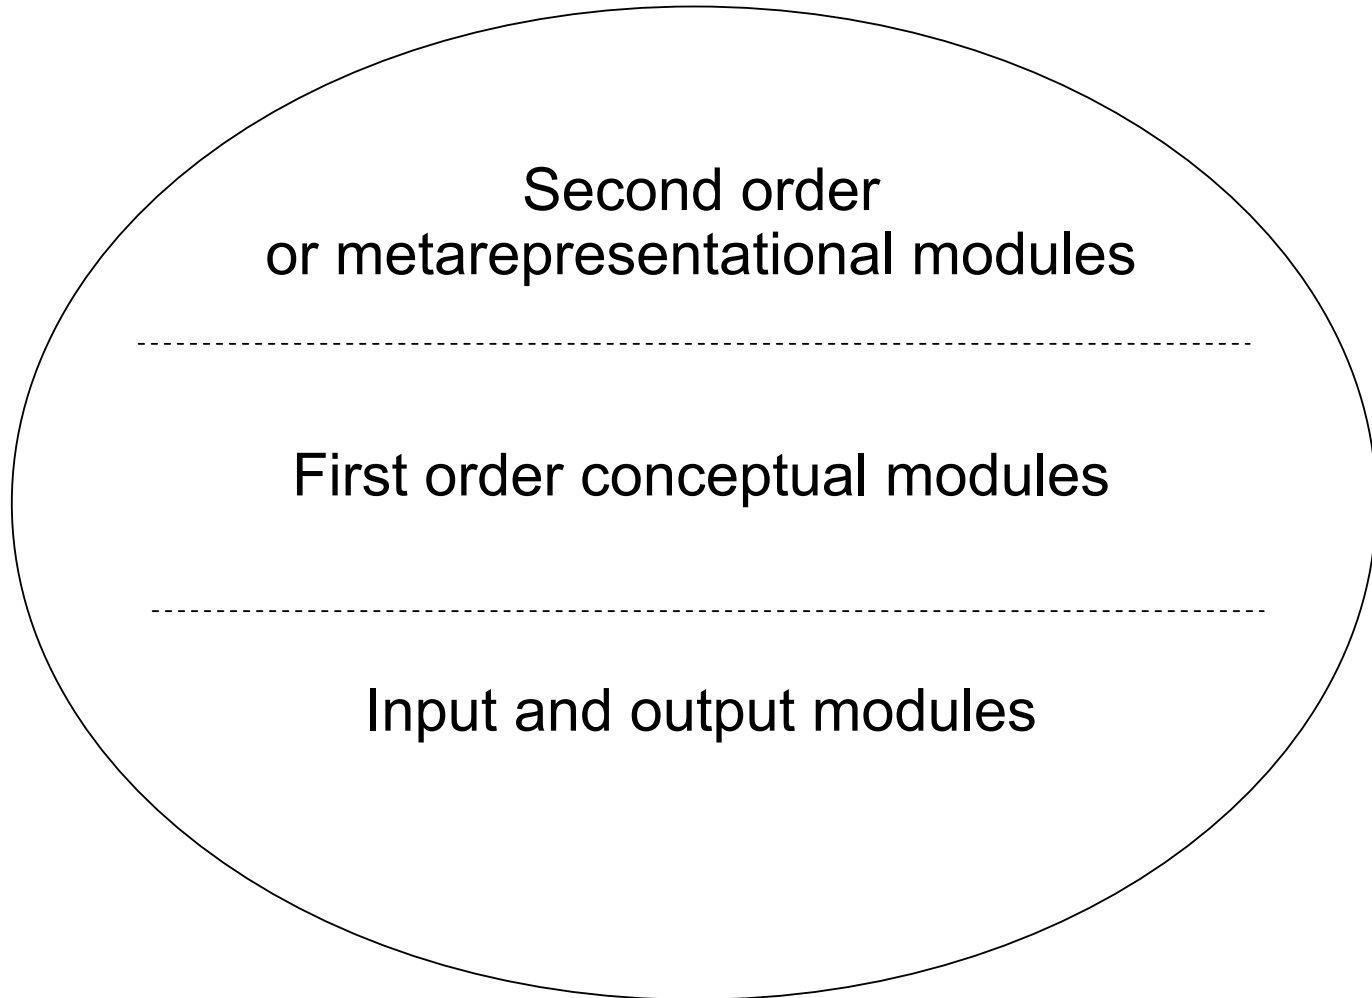 Second order
or metarepresentational modules
First order conceptual modules
Input and output modules